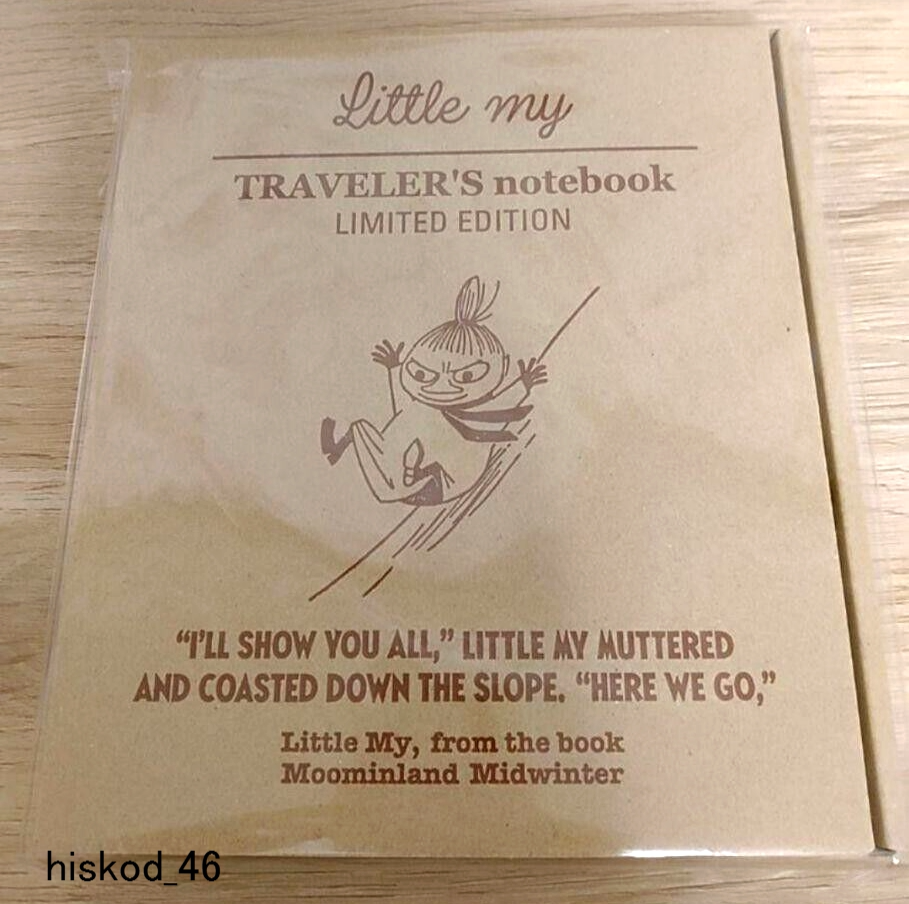 Little my
TRAVELER'S notebook
LIMITED EDITION
“I'LL SHOW YOU ALL,” LITTLE MY MUTTERED
AND COASTED DOWN THE SLOPE. “HERE WE GO,”
Little My, from the book
Moominland Midwinter
hiskod_46